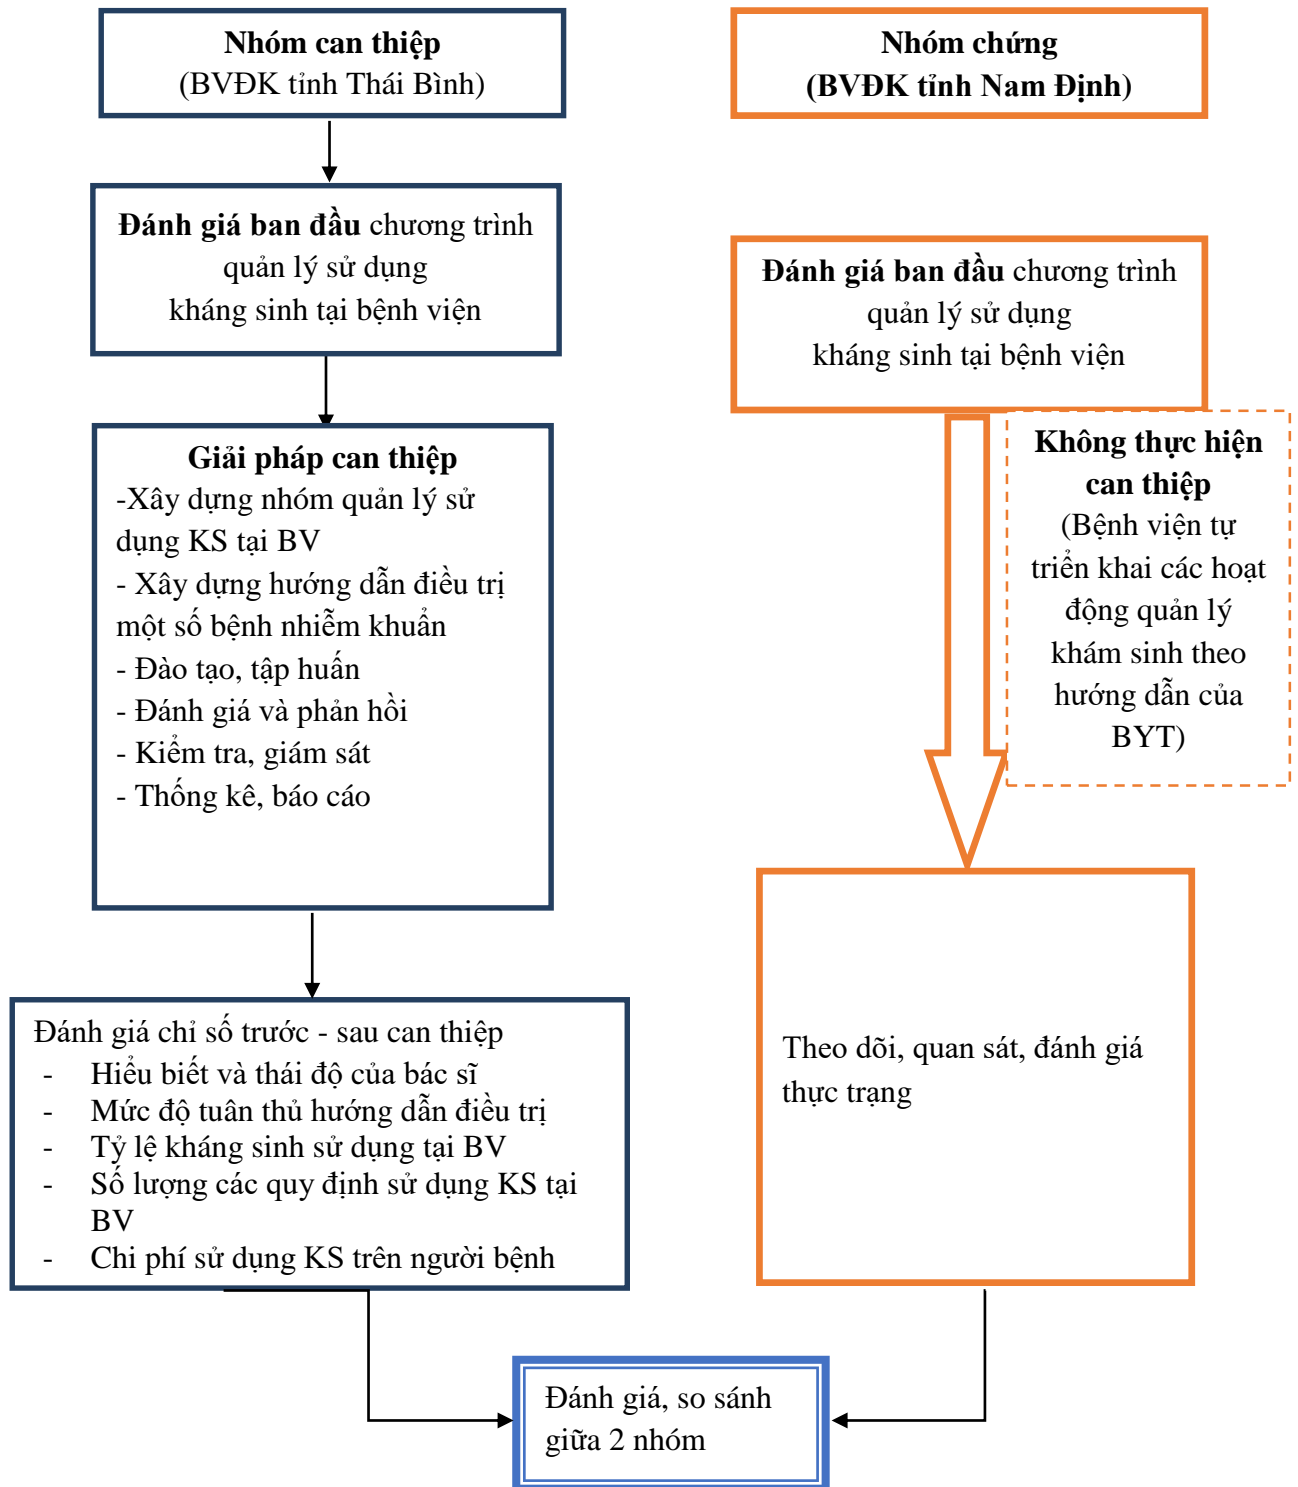 Nhóm can thiệp
(BVĐK tỉnh Thái Bình)
Nhóm chứng
(BVĐK tỉnh Nam Định)
Đánh giá ban đầu chương trình
quản lý sử dụng
kháng sinh tại bệnh viện
Đánh giá ban đầu chương trình
quản lý sử dụng
kháng sinh tại bệnh viện
Giải pháp can thiệp
-Xây dựng nhóm quản lý sử
dụng KS tại BV
- Xây dựng hướng dẫn điều trị
một số bệnh nhiễm khuẩn
- Đào tạo, tập huấn
- Đánh giá và phản hồi
- Kiểm tra, giám sát
- Thống kê, báo cáo
Không thực hiện
can thiệp
(Bệnh viện tự
triển khai các hoạt
động quản lý
khám sinh theo
hướng dẫn của
BYT)
Đánh giá chỉ số trước - sau can thiệp
- Hiểu biết và thái độ của bác sĩ
- Mức độ tuân thủ hướng dẫn điều trị
- Tỷ lệ kháng sinh sử dụng tại BV
- Số lượng các quy định sử dụng KS tại
BV
- Chi phí sử dụng KS trên người bệnh
Theo dõi, quan sát, đánh giá
thực trạng
Đánh giá, so sánh
giữa 2 nhóm